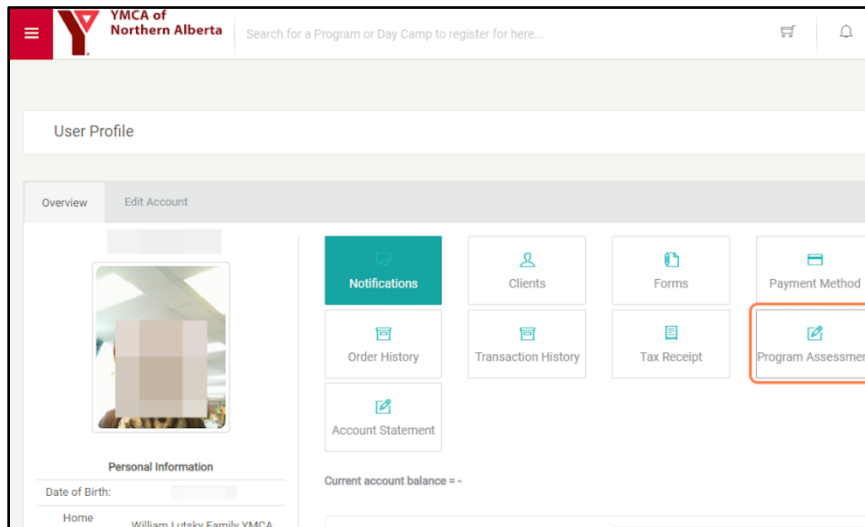 YMCA of
Northern Alberta
Search for a Program or Day Camp to register for here...
User Profile
Overview
Edit Account
Notifications
Clients
Forms
Payment Method
Order History
Transaction History
Tax Receipt
Program Assessmen
Account Statement
Personal Information
Current account balance = -
Date of Birth:
Home
William Lutsky Family YMCA